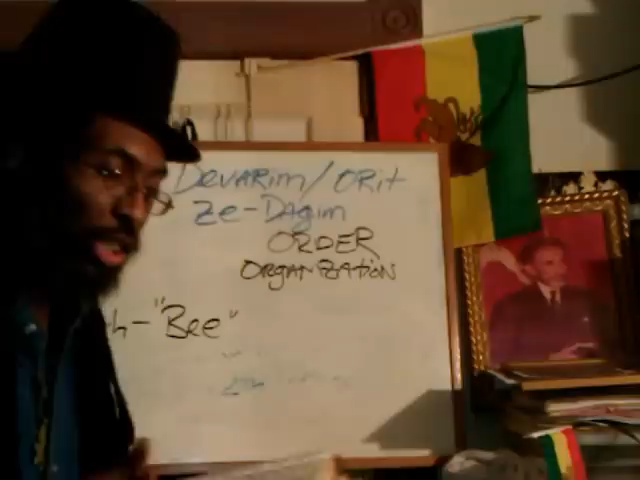 Devarim/Orit
Ze-Dagim
ORDER
Organization
h-"Bee"